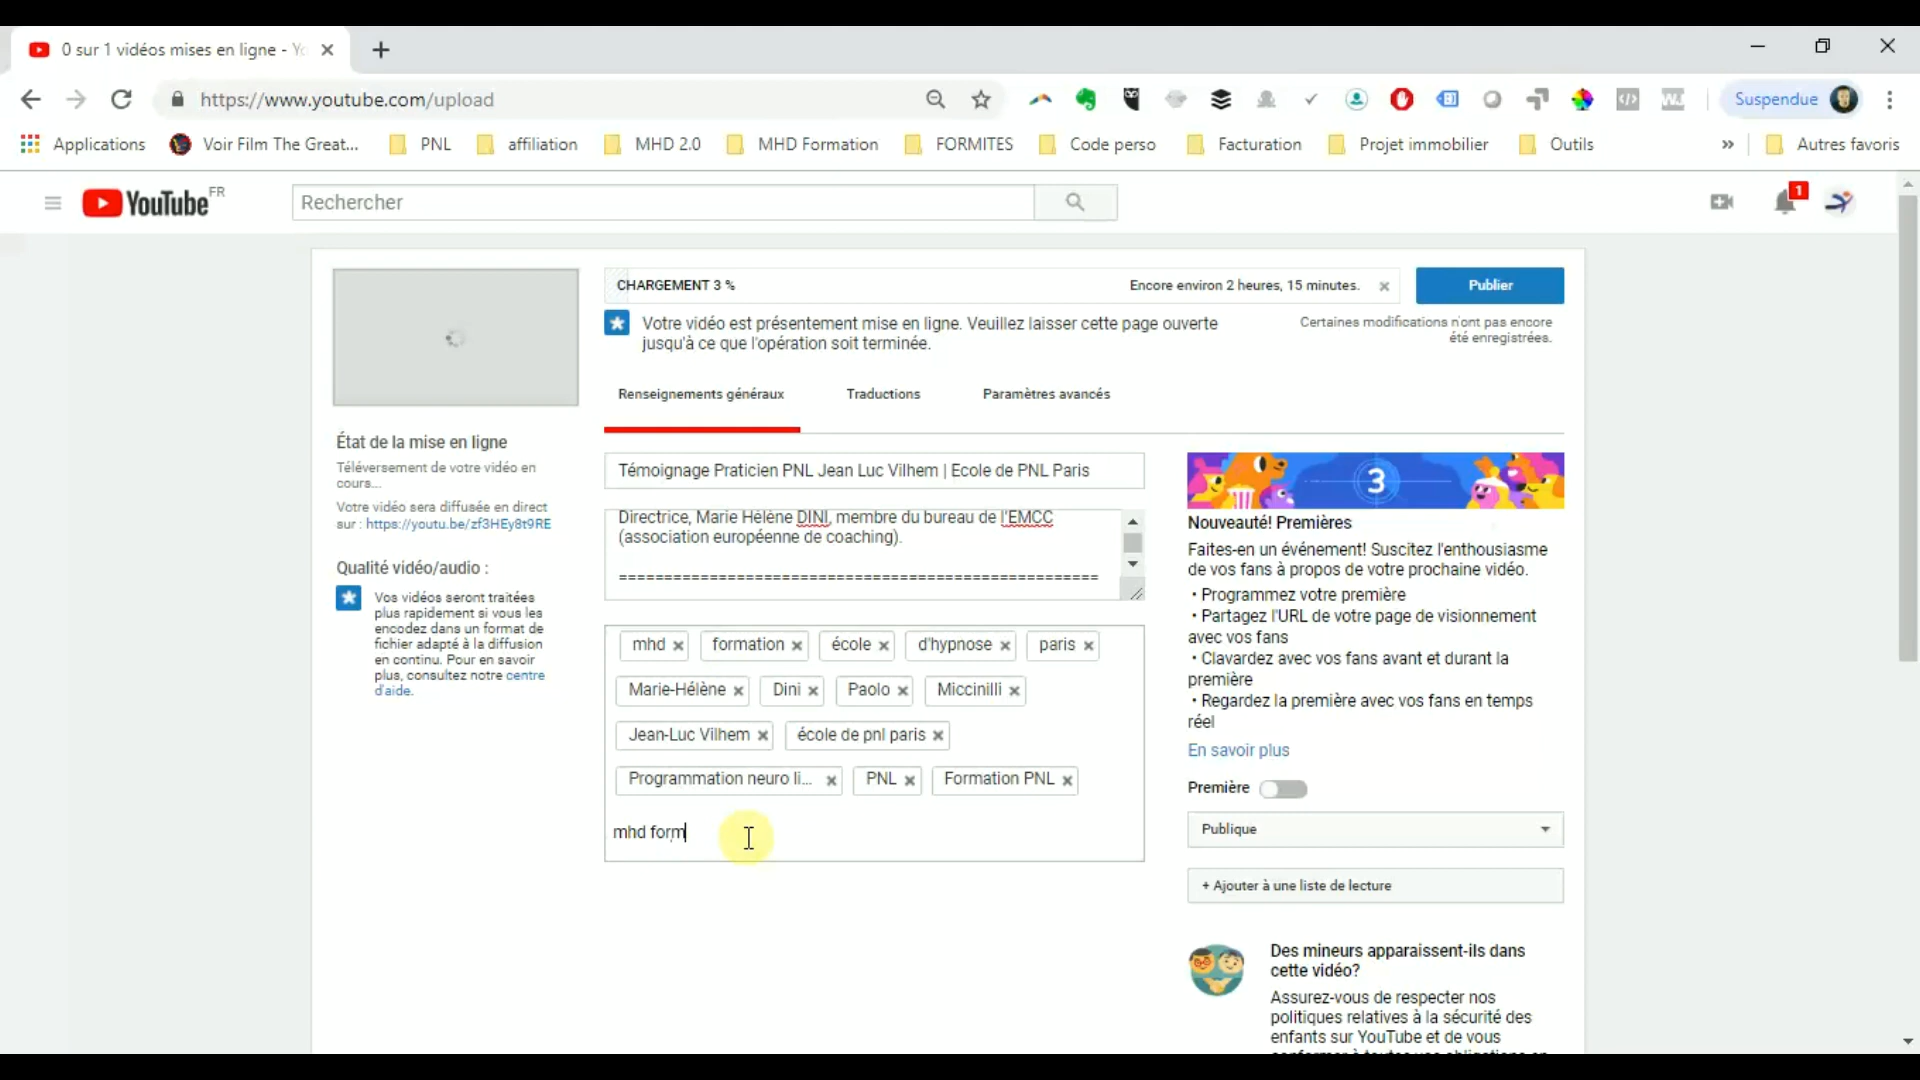 0 sur 1 vidéos mises en ligne - Yo
https://www.youtube.com/upload
Suspendue
Applications
Voir Film The Great...
PNL
affiliation
MHD 2.0
MHD Formation
FORMITES
Code perso
Facturation
Projet immobilier
Outils
»
Autres favoris
YouTube FR
Rechercher
1
CHARGEMENT 3 %
Encore environ 2 heures, 15 minutes.
Publier
Votre vidéo est présentement mise en ligne. Veuillez laisser cette page ouverte
jusqu'à ce que l'opération soit terminée.
Certaines modifications n'ont pas encore
été enregistrées.
Renseignements généraux
Traductions
Paramètres avancés
État de la mise en ligne
Téléversement de votre vidéo en
cours...
Votre vidéo sera diffusée en direct
sur : https://youtu.be/zf3HEy8t9RE
Qualité vidéo/audio :
Vos vidéos seront traitées
plus rapidement si vous les
encodez dans un format de
fichier adapté à la diffusion
en continu. Pour en savoir
plus, consultez notre centre
d'aide.
Témoignage Praticien PNL Jean Luc Vilhem | Ecole de PNL Paris
Directrice, Marie Hélène DINI, membre du bureau de l'EMCC
(association européenne de coaching).
=====================================================
mhd
formation
école
d'hypnose
paris
Marie-Hélène
Dini
Paolo
Miccinilli
Jean-Luc Vilhem
école de pnl paris
Programmation neuro li...
PNL
Formation PNL
mhd form
3
Nouveauté! Premières
Faites-en un événement! Suscitez l'enthousiasme
de vos fans à propos de votre prochaine vidéo.
• Programmez votre première
• Partagez l'URL de votre page de visionnement
avec vos fans
• Clavardez avec vos fans avant et durant la
première
• Regardez la première avec vos fans en temps
réel
En savoir plus
Première
Publique
+ Ajouter à une liste de lecture
Des mineurs apparaissent-ils dans
cette vidéo?
Assurez-vous de respecter nos
politiques relatives à la sécurité des
enfants sur YouTube et de vous